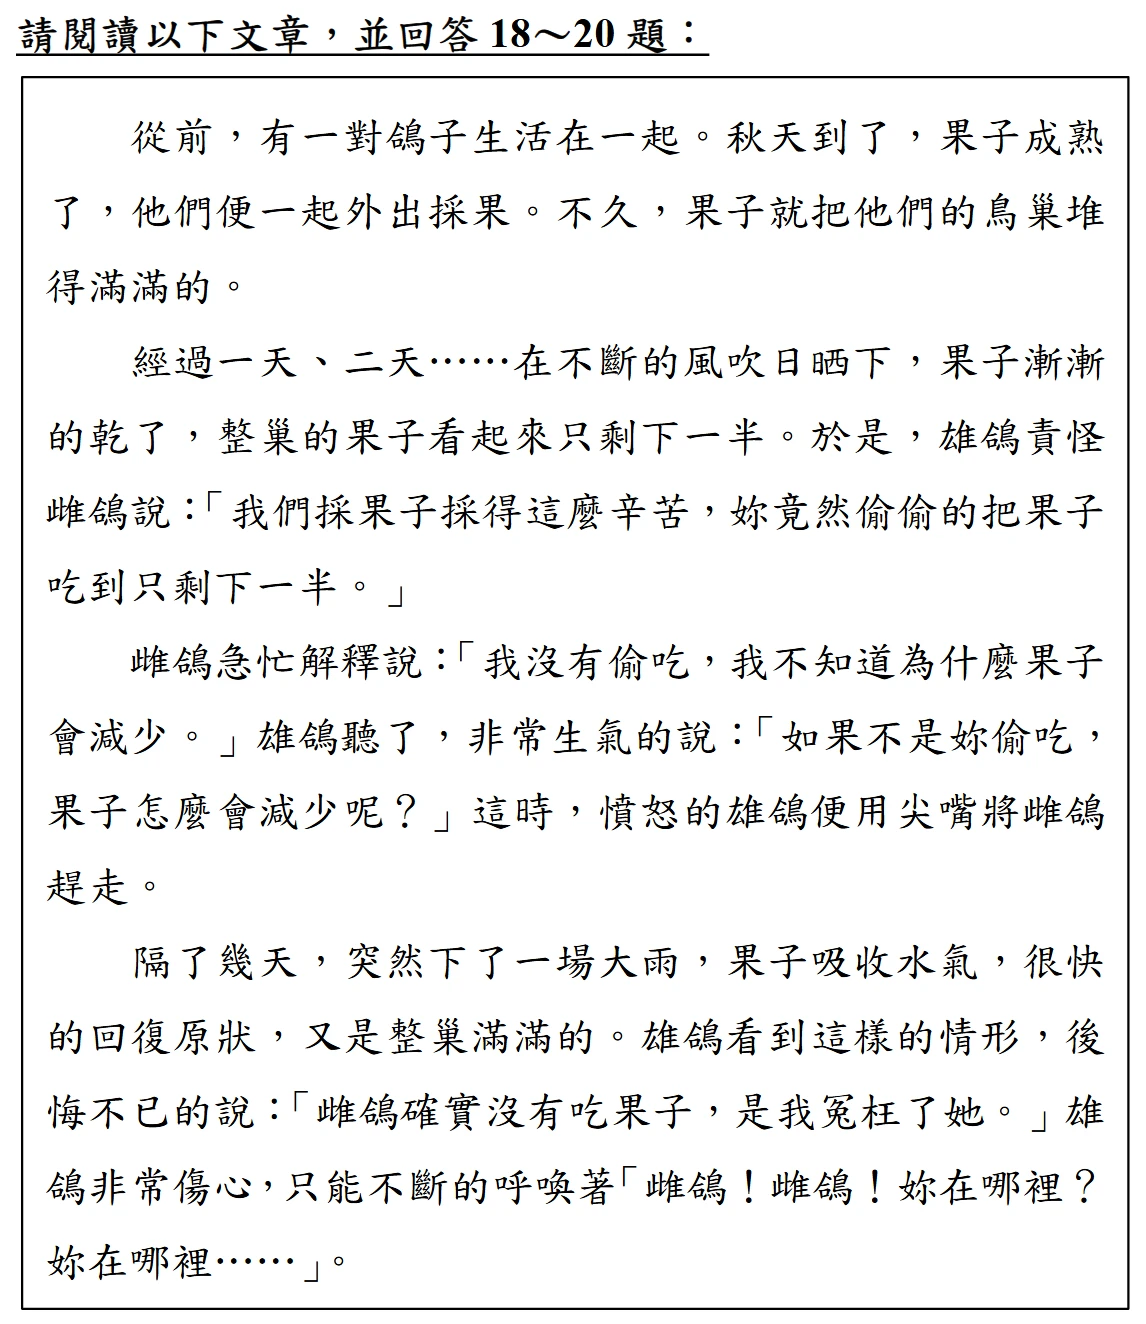 請閱讀以下文章，並回答 18～20 題：
從前，有一對鴿子生活在一起。秋天到了，果子成熟
了，他們便一起外出採果。不久，果子就把他們的鳥巢堆
得滿滿的。
經過一天、二天……在不斷的風吹日晒下，果子漸漸
的乾了，整巢的果子看起來只剩下一半。於是，雄鴿責怪
雌鴿說：「我們採果子採得這麼辛苦，妳竟然偷偷的把果子
吃到只剩下一半。」
雌鴿急忙解釋說：「我沒有偷吃，我不知道為什麼果子
會減少。」雄鴿聽了，非常生氣的說：「如果不是妳偷吃，
果子怎麼會減少呢？」這時，憤怒的雄鴿便用尖嘴將雌鴿
趕走。
隔了幾天，突然下了一場大雨，果子吸收水氣，很快
的回復原狀，又是整巢滿滿的。雄鴿看到這樣的情形，後
悔不已的說：「雌鴿確實沒有吃果子，是我冤枉了她。」雄
鴿非常傷心，只能不斷的呼喚著「雌鴿！雌鴿！妳在哪裡？
妳在哪裡……」。